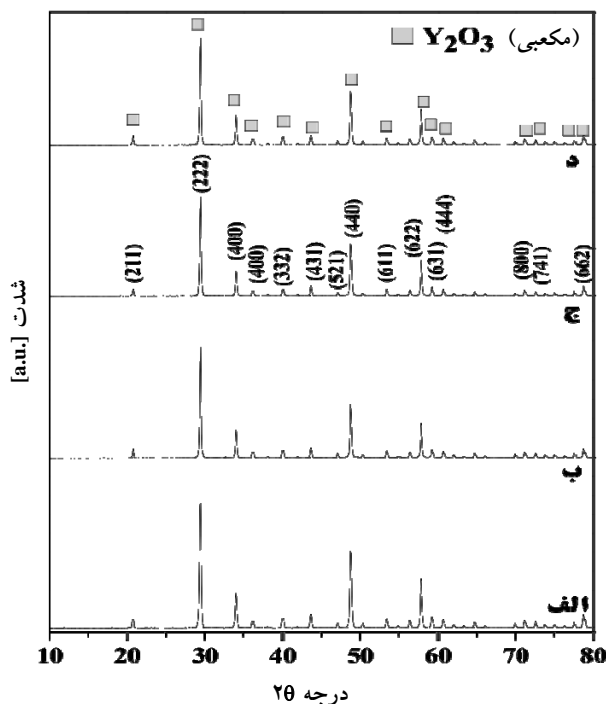 Y₂O₃ (مکعبی)
د
(211)
(222)
(400)
(400)
(332)
(431)
(521)
(440)
(611)
(622)
(631)
(444)
(800)
(741)
(662)
ج
ب
الف
شدت [a.u.]
10 20 30 40 50 60 70 80
درجه ۲θ